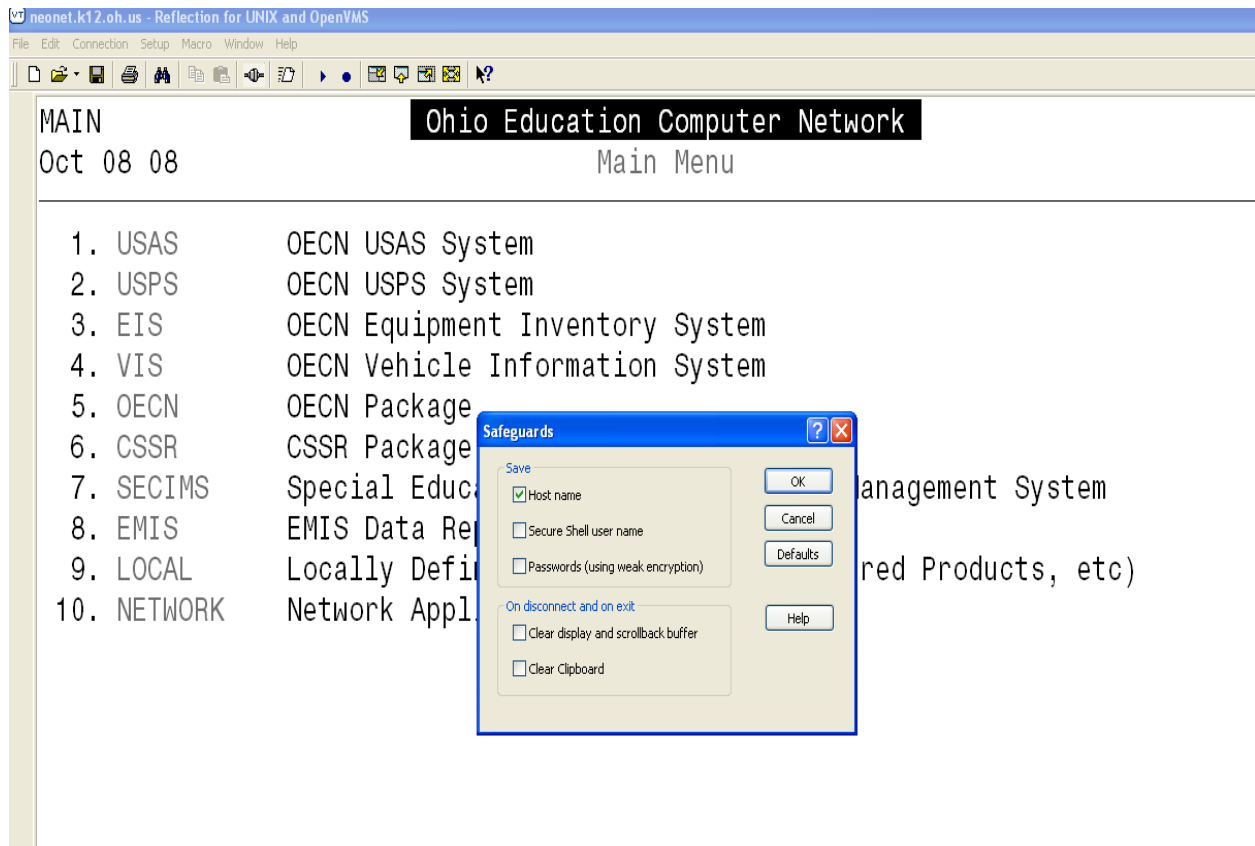 neonet.k12.oh.us - Reflection for UNIX and OpenVMS
File Edit Connection Setup Macro Window Help
MAIN Ohio Education Computer Network
Oct 08 08 Main Menu
1. USAS OECN USAS System
2. USPS OECN USPS System
3. EIS OECN Equipment Inventory System
4. VIS OECN Vehicle Information System
5. OECN OECN Package
6. CSSR CSSR Package
7. SECIMS Special Educa anagement System
8. EMIS EMIS Data Rep
9. LOCAL Locally Defin red Products, etc)
10. NETWORK Network Appl
Safeguards
Save
Host name
Secure Shell user name
Passwords (using weak encryption)
On disconnect and on exit
Clear display and scrollback buffer
Clear Clipboard
OK
Cancel
Defaults
Help